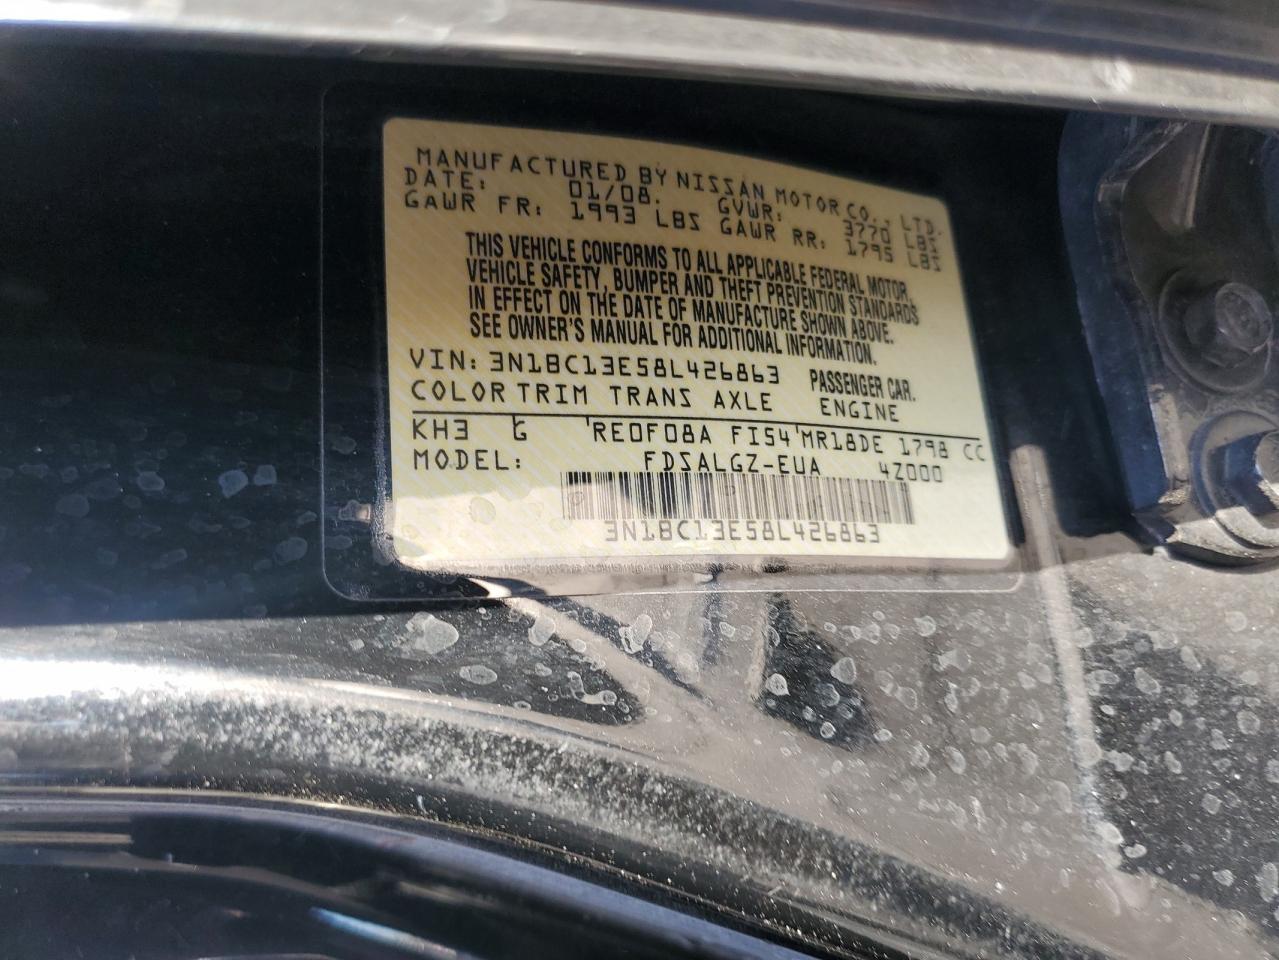 MANUFACTURED BY NISSAN MOTOR CO., LTD.
DATE: 01/08. GVWR: 3770 LBS
GAWR FR: 1993 LBS GAWR RR: 1795 LBS
THIS VEHICLE CONFORMS TO ALL APPLICABLE FEDERAL MOTOR
VEHICLE SAFETY, BUMPER AND THEFT PREVENTION STANDARDS
IN EFFECT ON THE DATE OF MANUFACTURE SHOWN ABOVE.
SEE OWNER'S MANUAL FOR ADDITIONAL INFORMATION.
VIN: 3N1BC13E58L426863 PASSENGER CAR.
COLOR TRIM TRANS AXLE ENGINE
KH3 G RE0F08A FI54 MR18DE 1798 CC
MODEL: FDSALGZ-EUA 4Z000
3N1BC13E58L426863